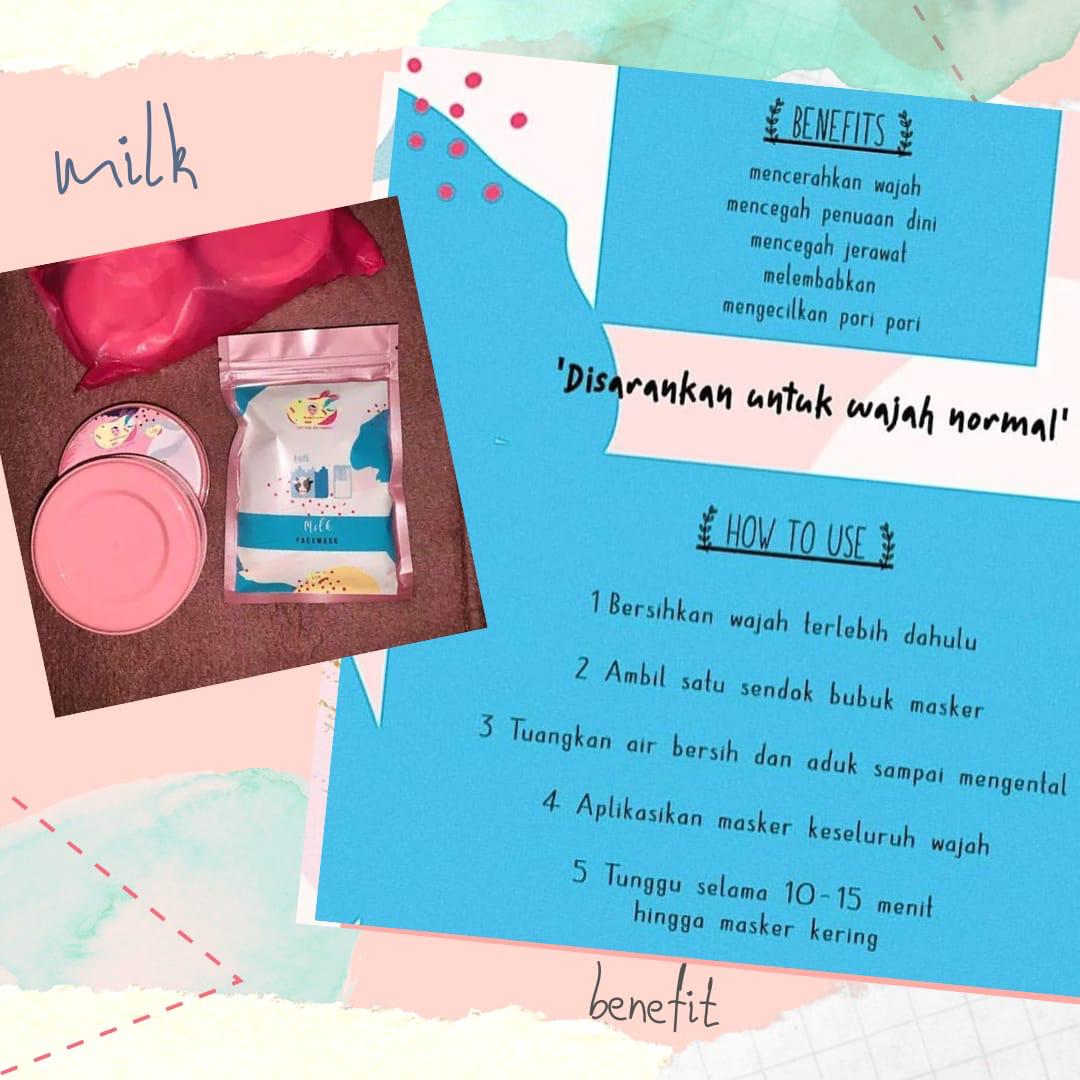 milk
BENEFITS
mencerahkan wajah
mencegah penuaan dini
mencegah jerawat
melembabkan
mengecilkan pori pori
'Disarankan untuk wajah normal'
Milk
FACEMASK
HOW TO USE
1 Bersihkan wajah terlebih dahulu
2 Ambil satu sendok bubuk masker
3 Tuangkan air bersih dan aduk sampai mengental
4 Aplikasikan masker keseluruh wajah
5 Tunggu selama 10-15 menit
hingga masker kering
benefit